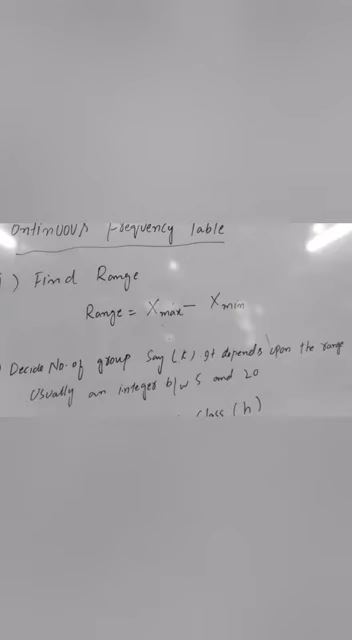 ontinuous frequency Table
i) Find Range
Range = Xmax - Xmin
Decide No. of group Say (K). It depends upon the range
Usually an integer b/w 5 and 20
class (h)